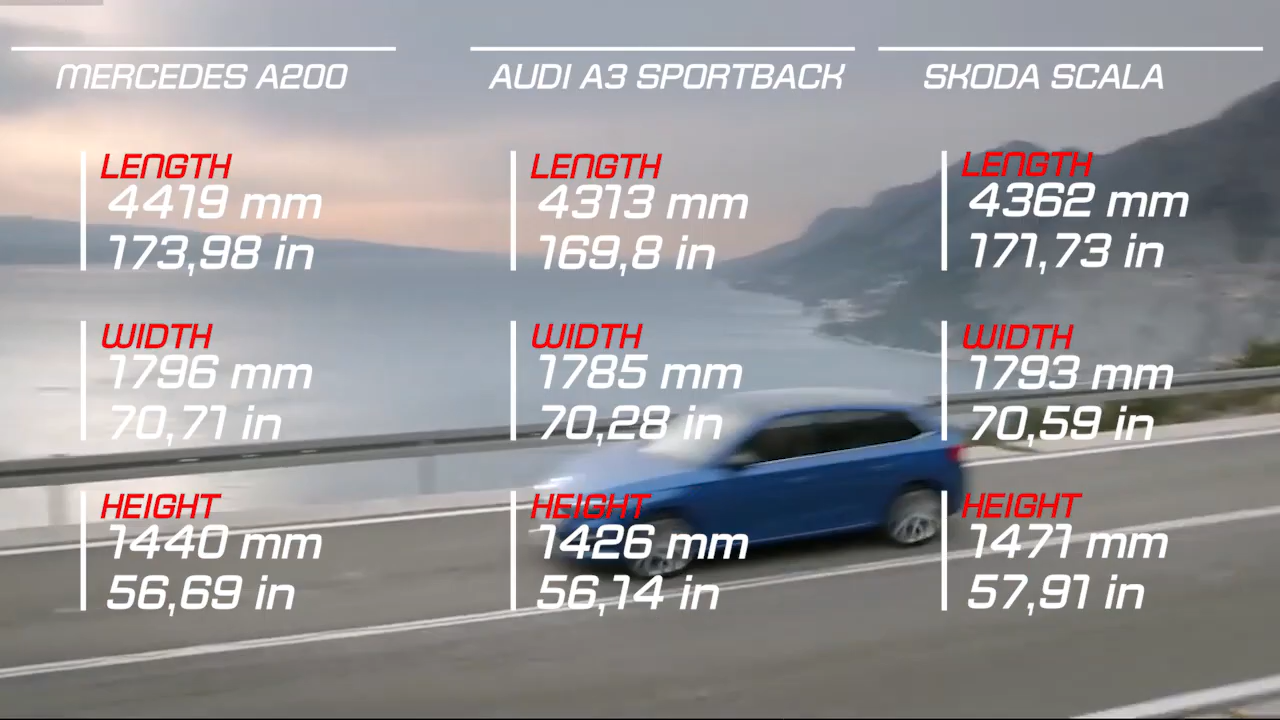 MERCEDES A200
LENGTH
4419 mm
173,98 in
WIDTH
1796 mm
70,71 in
HEIGHT
1440 mm
56,69 in
AUDI A3 SPORTBACK
LENGTH
4313 mm
169,8 in
WIDTH
1785 mm
70,28 in
HEIGHT
1426 mm
56,14 in
SKODA SCALA
LENGTH
4362 mm
171,73 in
WIDTH
1793 mm
70,59 in
HEIGHT
1471 mm
57,91 in